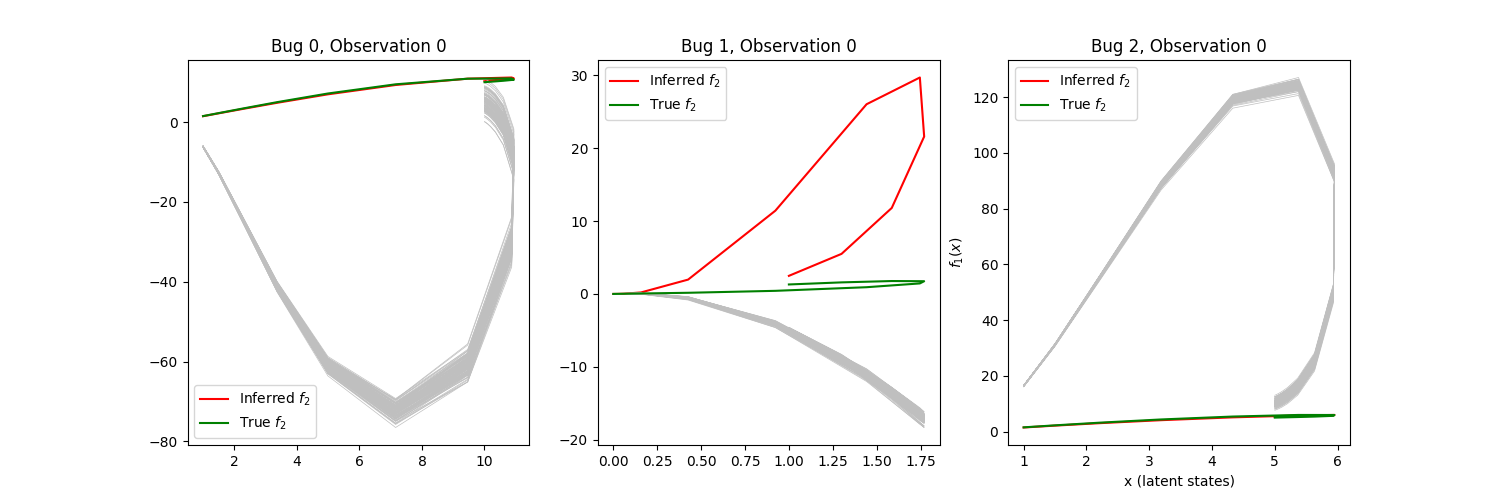 Bug 0, Observation 0
0
−20
−40
−60
−80
2 4 6 8 10
Inferred f₂
True f₂
Bug 1, Observation 0
30
20
10
0
−10
−20
0.00 0.25 0.50 0.75 1.00 1.25 1.50 1.75
Inferred f₂
True f₂
Bug 2, Observation 0
120
100
80
60
40
20
0
1 2 3 4 5 6
f₁(x)
x (latent states)
Inferred f₂
True f₂